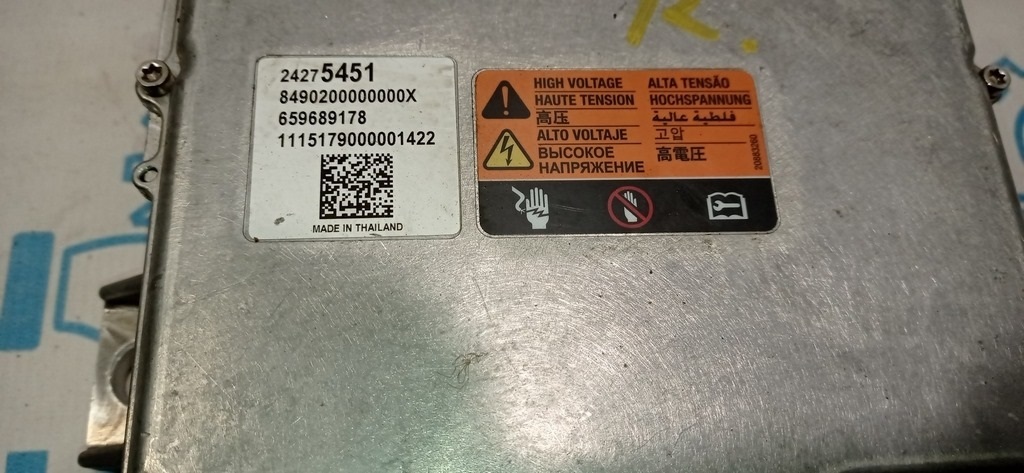 R.
24275451
8490200000000X
659689178
1115179000001422
MADE IN THAILAND
HIGH VOLTAGE
HAUTE TENSION
高压
ALTO VOLTAJE
ВЫСОКОЕ
НАПРЯЖЕНИЕ
ALTA TENSÃO
HOCHSPANNUNG
فلطية عالية
고압
高電圧
20883260